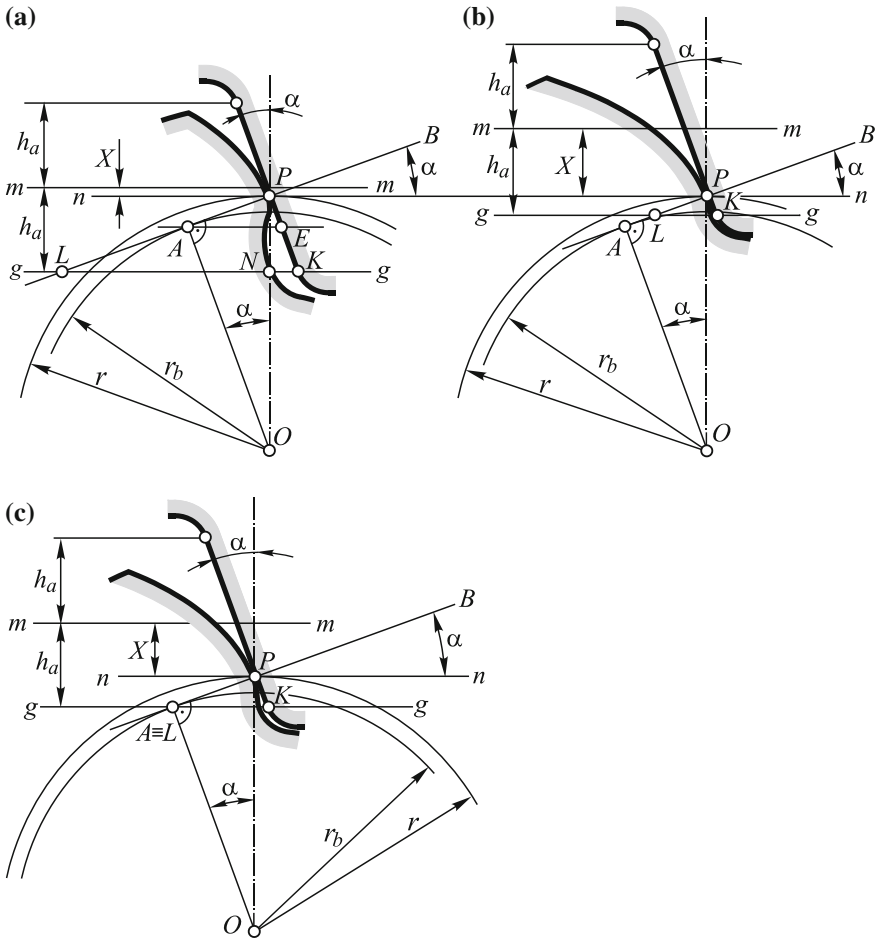 (a)
α
B
h_a
X
P
α
m m
n n
h_a
A
E
L
N K
g g
α
r_b
r
O
(b)
α
h_a
B
m m
h_a
X
α
P
n
K
g g
A L
α
r_b
r
O
(c)
α
h_a
B
m m
α
h_a
X
P
n n
K
g g
A≡L
α
r_b
r
O